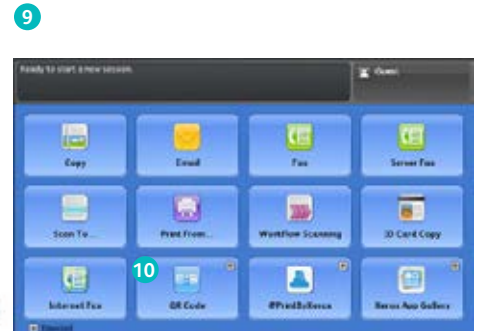 9
Ready to start a new session.
Guest
Copy
Email
Fax
Server Fax
Scan To...
Print From...
Workflow Scanning
ID Card Copy
10
Internet Fax
QR Code
@PrintByXerox
Xerox App Gallery